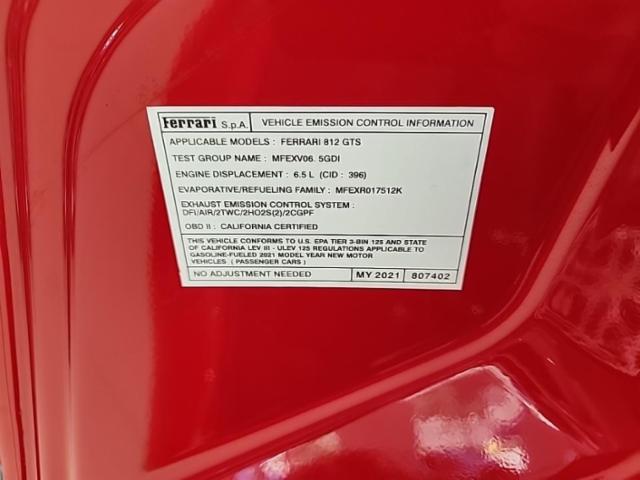 Ferrari S.p.A. VEHICLE EMISSION CONTROL INFORMATION
APPLICABLE MODELS : FERRARI 812 GTS
TEST GROUP NAME : MFEXV06. 5GDI
ENGINE DISPLACEMENT : 6.5 L (CID : 396)
EVAPORATIVE/REFUELING FAMILY : MFEXR017512K
EXHAUST EMISSION CONTROL SYSTEM :
DFI/AIR/2TWC/2HO2S(2)/2CGPF
OBD II : CALIFORNIA CERTIFIED
THIS VEHICLE CONFORMS TO U.S. EPA TIER 3-BIN 125 AND STATE
OF CALIFORNIA LEV III - ULEV 125 REGULATIONS APPLICABLE TO
GASOLINE-FUELED 2021 MODEL YEAR NEW MOTOR
VEHICLES ( PASSENGER CARS )
NO ADJUSTMENT NEEDED MY 2021 807402